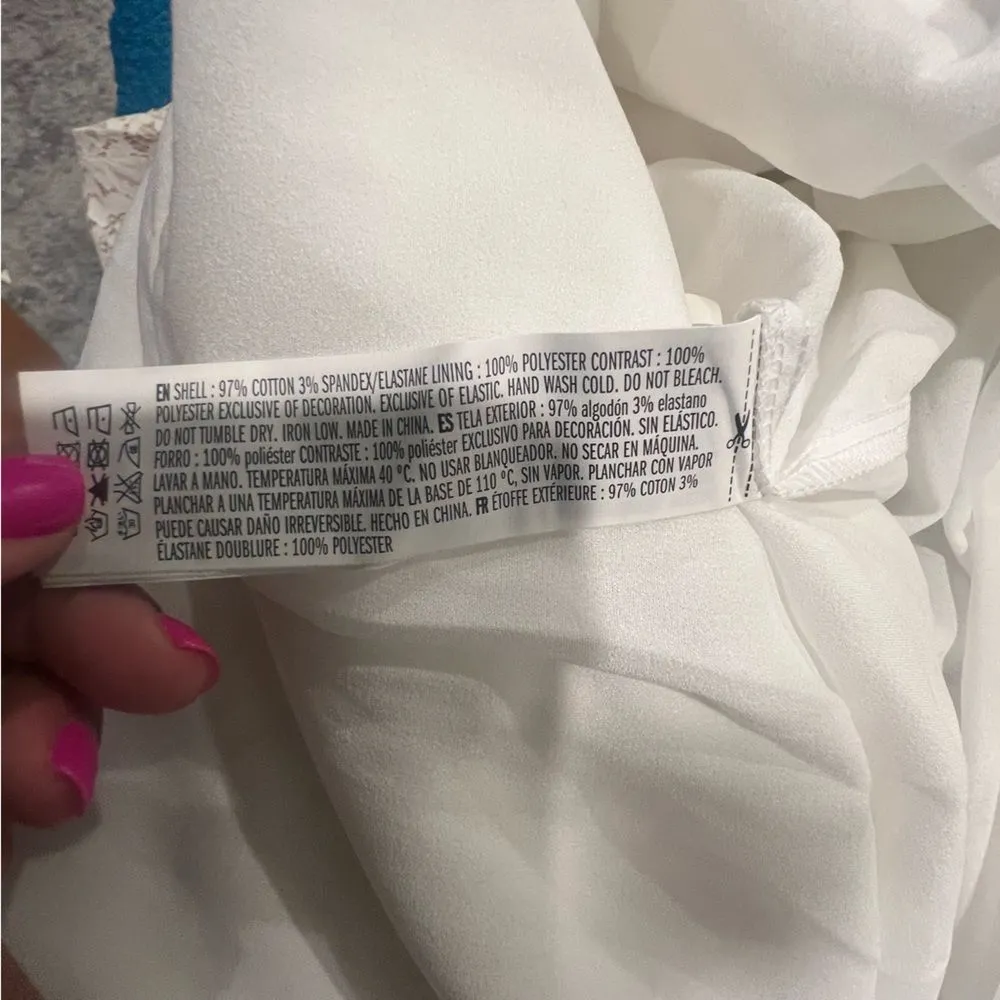 EN SHELL : 97% COTTON 3% SPANDEX/ELASTANE LINING : 100% POLYESTER CONTRAST : 100%
POLYESTER EXCLUSIVE OF DECORATION. EXCLUSIVE OF ELASTIC. HAND WASH COLD. DO NOT BLEACH.
DO NOT TUMBLE DRY. IRON LOW. MADE IN CHINA. ES TELA EXTERIOR : 97% algodón 3% elastano
FORRO : 100% poliéster CONTRASTE : 100% poliéster EXCLUSIVO PARA DECORACIÓN. SIN ELÁSTICO.
LAVAR A MANO. TEMPERATURA MÁXIMA 40 °C. NO USAR BLANQUEADOR. NO SECAR EN MÁQUINA.
PLANCHAR A UNA TEMPERATURA MÁXIMA DE LA BASE DE 110 °C, SIN VAPOR. PLANCHAR CON VAPOR
PUEDE CAUSAR DAÑO IRREVERSIBLE. HECHO EN CHINA. FR ÉTOFFE EXTÉRIEURE : 97% COTON 3%
ÉLASTANE DOUBLURE : 100% POLYESTER